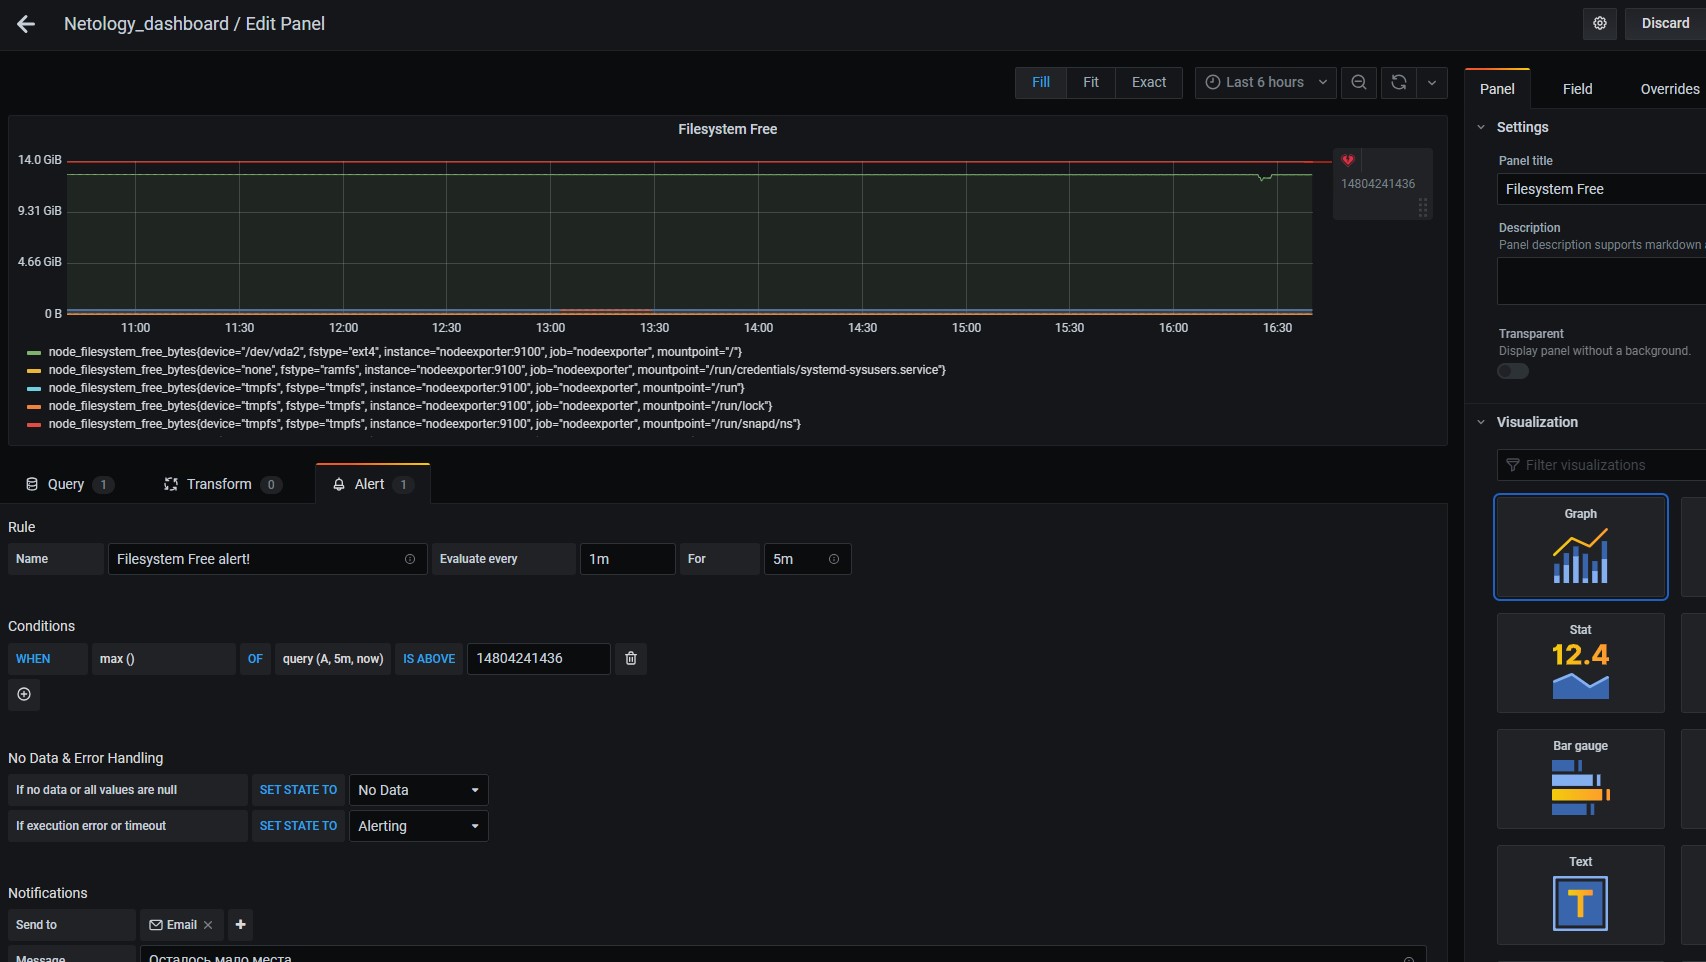 Netology_dashboard / Edit Panel
Discard
Fill Fit Exact Last 6 hours
Panel Field Overrides
Filesystem Free
14.0 GiB
9.31 GiB
4.66 GiB
0 B
14804241436
11:00 11:30 12:00 12:30 13:00 13:30 14:00 14:30 15:00 15:30 16:00 16:30
node_filesystem_free_bytes{device="/dev/vda2", fstype="ext4", instance="nodeexporter:9100", job="nodeexporter", mountpoint="/"}
node_filesystem_free_bytes{device="none", fstype="ramfs", instance="nodeexporter:9100", job="nodeexporter", mountpoint="/run/credentials/systemd-sysusers.service"}
node_filesystem_free_bytes{device="tmpfs", fstype="tmpfs", instance="nodeexporter:9100", job="nodeexporter", mountpoint="/run"}
node_filesystem_free_bytes{device="tmpfs", fstype="tmpfs", instance="nodeexporter:9100", job="nodeexporter", mountpoint="/run/lock"}
node_filesystem_free_bytes{device="tmpfs", fstype="tmpfs", instance="nodeexporter:9100", job="nodeexporter", mountpoint="/run/snapd/ns"}
Query 1 Transform 0 Alert 1
Rule
Name Filesystem Free alert! Evaluate every 1m For 5m
Conditions
WHEN max () OF query (A, 5m, now) IS ABOVE 14804241436
No Data & Error Handling
If no data or all values are null SET STATE TO No Data
If execution error or timeout SET STATE TO Alerting
Notifications
Send to Email
Message Осталось мало места
Settings
Panel title
Filesystem Free
Description
Panel description supports markdown
Transparent
Display panel without a background.
Visualization
Filter visualizations
Graph
Stat
12.4
Bar gauge
Text
T